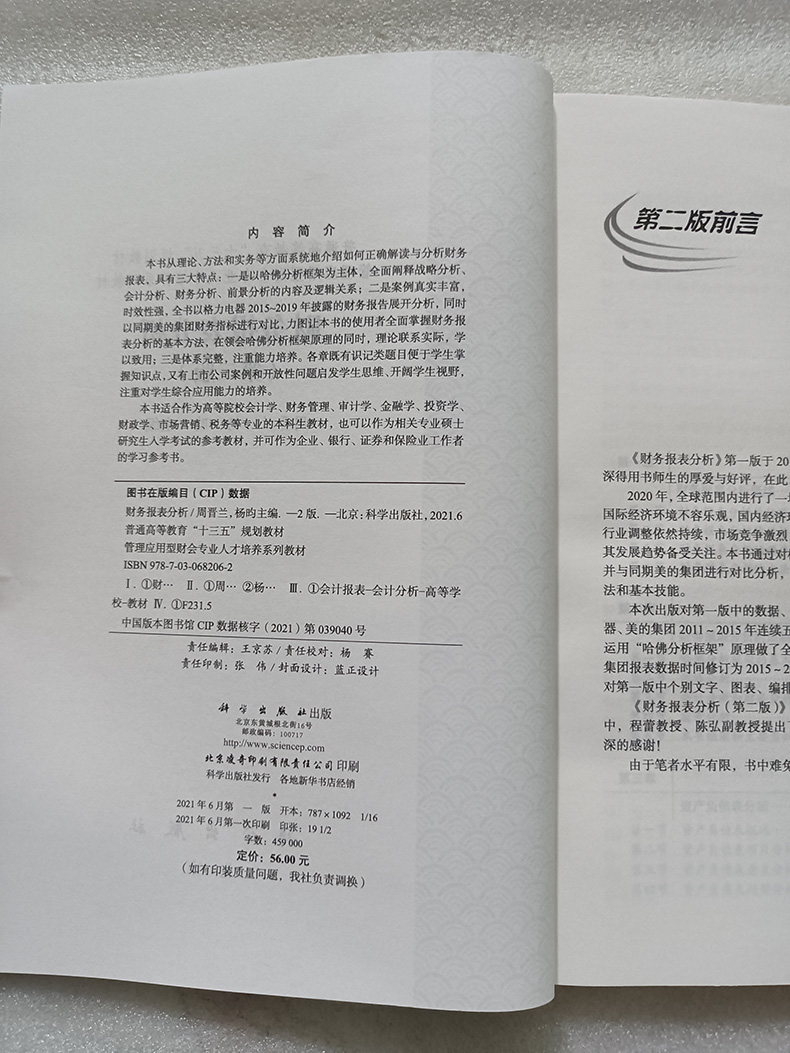 内容简介
本书从理论、方法和实务等方面系统地介绍如何正确解读与分析财务
报表，具有三大特点：一是以哈佛分析框架为主体，全面阐释战略分析、
会计分析、财务分析、前景分析的内容及逻辑关系；二是案例真实丰富，
时效性强，全书以格力电器2015~2019年披露的财务报告展开分析，同时
以同期美的集团财务指标进行对比，力图让本书的使用者全面掌握财务报
表分析的基本方法，在领会哈佛分析框架原理的同时，理论联系实际，学
以致用；三是体系完整，注重能力培养。各章既有识记类题目便于学生掌
握知识点，又有上市公司案例和开放性问题启发学生思维、开阔学生视野，
注重对学生综合应用能力的培养。
本书适合作为高等院校会计学、财务管理、审计学、金融学、投资学、
财政学、市场营销、税务等专业的本科生教材，也可以作为相关专业硕士
研究生入学考试的参考教材，并可作为企业、银行、证券和保险业工作者
的学习参考书。
图书在版编目（CIP）数据
财务报表分析/周晋兰，杨昀主编. —2版. —北京：科学出版社，2021.6
普通高等教育“十三五”规划教材
管理应用型财会专业人才培养系列教材
ISBN 978-7-03-068206-2
Ⅰ. ①财… Ⅱ. ①周… ②杨… Ⅲ. ①会计报表-会计分析-高等学
校-教材 Ⅳ. ①F231.5
中国版本图书馆CIP数据核字（2021）第039040号
责任编辑：王京苏/责任校对：杨 赛
责任印制：张 伟/封面设计：蓝正设计
科学出版社出版
北京东黄城根北街16号
邮政编码：100717
http://www.sciencep.com
北京凌奇印刷有限责任公司印刷
科学出版社发行 各地新华书店经销
*
2021年6月第 一 版 开本：787×1092 1/16
2021年6月第一次印刷 印张：19 1/2
字数：459 000
定价：56.00元
（如有印装质量问题，我社负责调换）
第二版前言
《财务报表分析》第一版于20
深得用书师生的厚爱与好评，在此
2020年，全球范围内进行了一
国际经济环境不容乐观，国内经济环
行业调整依然持续，市场竞争激烈
其发展趋势备受关注。本书通过对
并与同期美的集团进行对比分析，
法和基本技能。
本次出版对第一版中的数据、
器、美的集团2011~2015年连续五
运用“哈佛分析框架”原理做了全
集团报表数据时间修订为2015~2
对第一版中个别文字、图表、编排
《财务报表分析（第二版）》
中，程蕾教授、陈弘副教授提出了
深的感谢！
由于笔者水平有限，书中难免